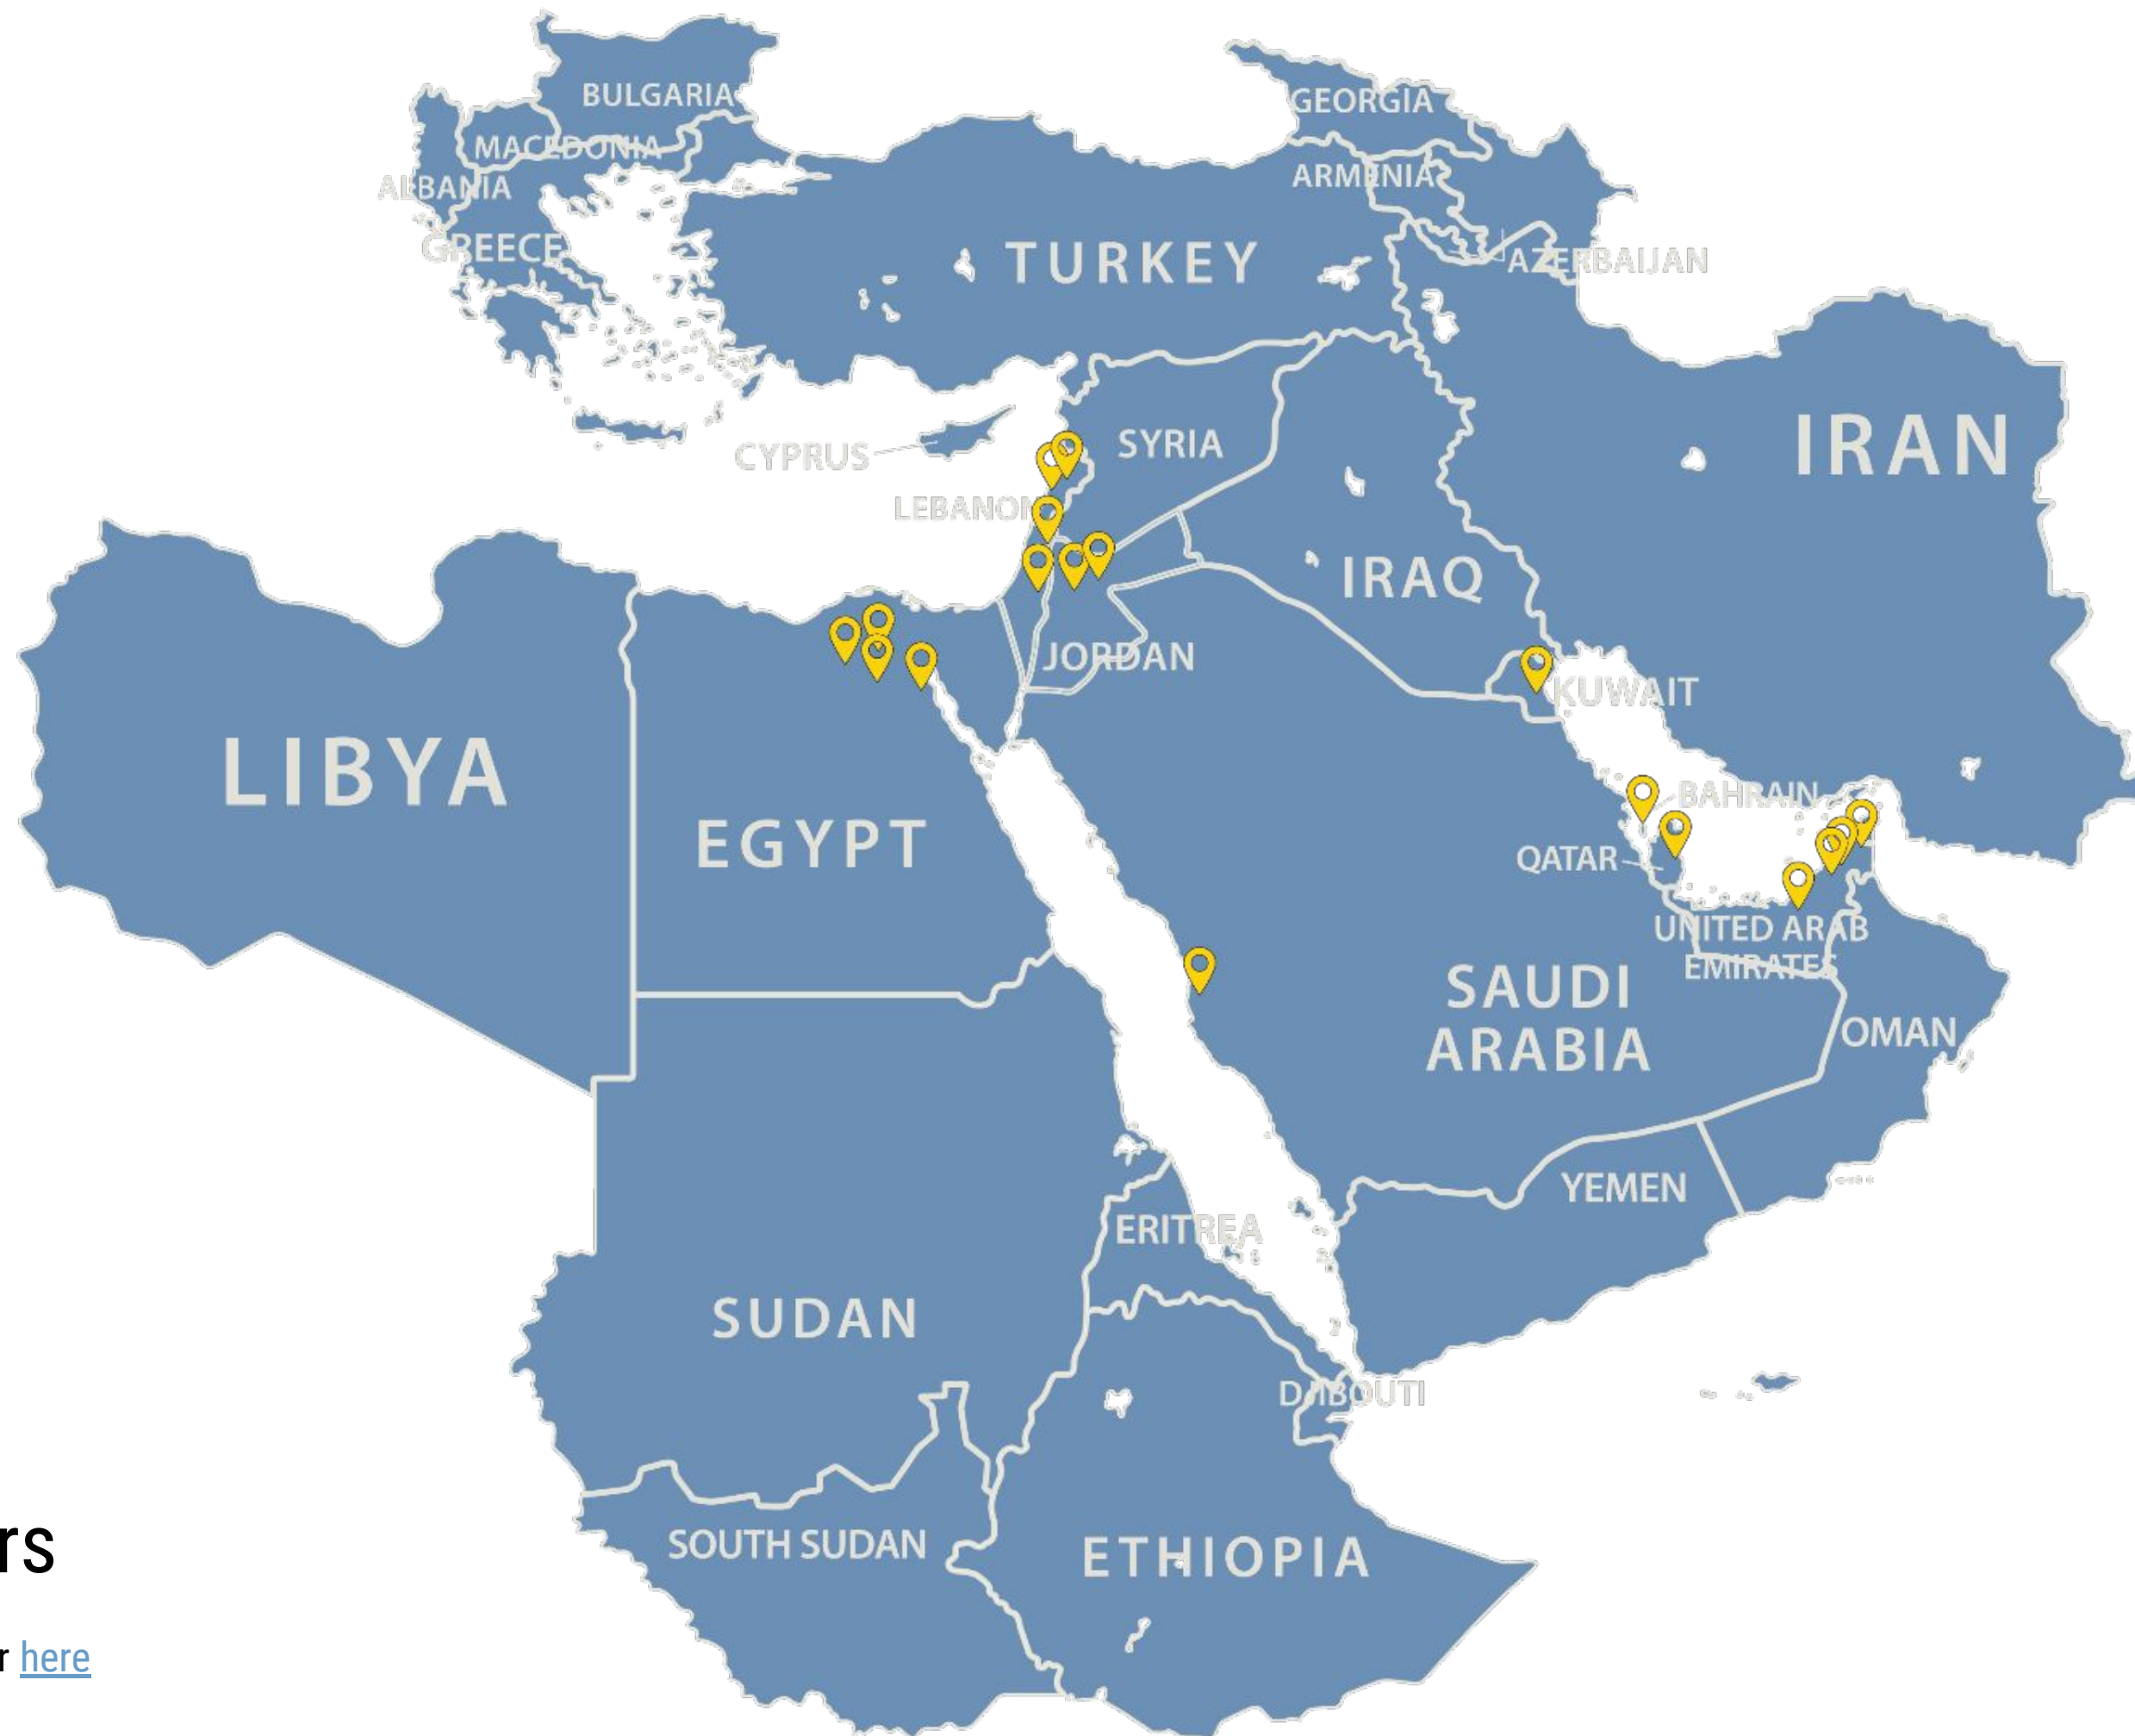 BULGARIA
GEORGIA
MACEDONIA
ARMENIA
ALBANIA
GREECE
TURKEY
AZERBAIJAN
IRAN
SYRIA
CYPRUS
LEBANON
IRAQ
JORDAN
KUWAIT
LIBYA
BAHRAIN
EGYPT
QATAR
UNITED ARAB
EMIRATES
SAUDI
ARABIA
OMAN
YEMEN
ERITREA
SUDAN
DJIBOUTI
SOUTH SUDAN
ETHIOPIA
rs
r here